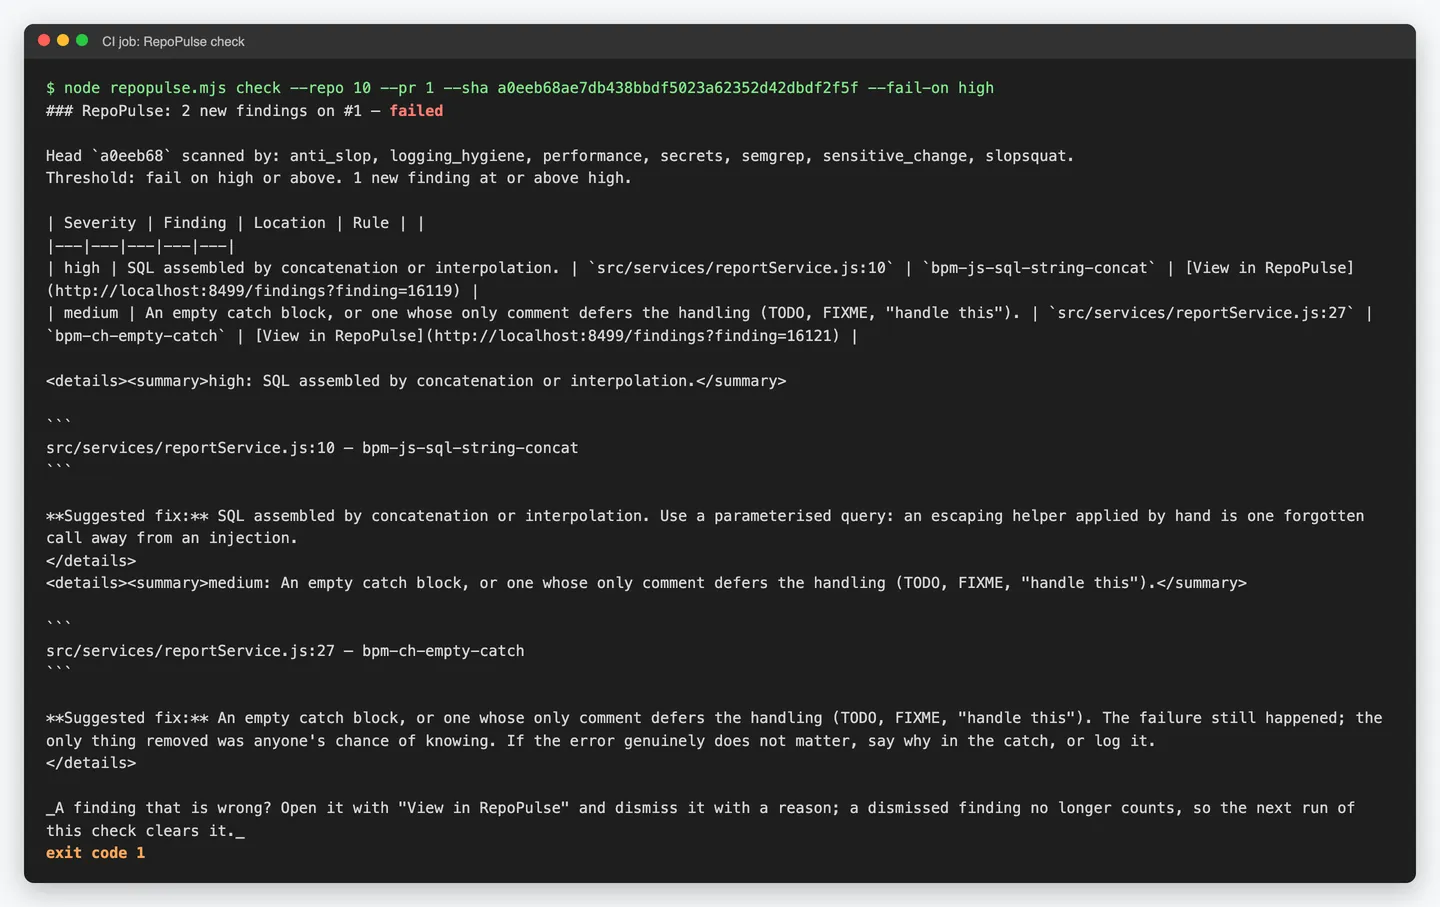 CI job: RepoPulse check
$ node repopulse.mjs check --repo 10 --pr 1 --sha a0eeb68ae7db438bbdf5023a62352d42dbdf2f5f --fail-on high
### RepoPulse: 2 new findings on #1 — failed
Head `a0eeb68` scanned by: anti_slop, logging_hygiene, performance, secrets, semgrep, sensitive_change, slopsquat.
Threshold: fail on high or above. 1 new finding at or above high.
| Severity | Finding | Location | Rule | |
|---|---|---|---|---|
| high | SQL assembled by concatenation or interpolation. | `src/services/reportService.js:10` | `bpm-js-sql-string-concat` | [View in RepoPulse]
(http://localhost:8499/findings?finding=16119) |
| medium | An empty catch block, or one whose only comment defers the handling (TODO, FIXME, "handle this"). | `src/services/reportService.js:27` |
`bpm-ch-empty-catch` | [View in RepoPulse](http://localhost:8499/findings?finding=16121) |
<details><summary>high: SQL assembled by concatenation or interpolation.</summary>
```
src/services/reportService.js:10 — bpm-js-sql-string-concat
```
**Suggested fix:** SQL assembled by concatenation or interpolation. Use a parameterised query: an escaping helper applied by hand is one forgotten
call away from an injection.
</details>
<details><summary>medium: An empty catch block, or one whose only comment defers the handling (TODO, FIXME, "handle this").</summary>
```
src/services/reportService.js:27 — bpm-ch-empty-catch
```
**Suggested fix:** An empty catch block, or one whose only comment defers the handling (TODO, FIXME, "handle this"). The failure still happened; the
only thing removed was anyone's chance of knowing. If the error genuinely does not matter, say why in the catch, or log it.
</details>
_A finding that is wrong? Open it with "View in RepoPulse" and dismiss it with a reason; a dismissed finding no longer counts, so the next run of
this check clears it._
exit code 1